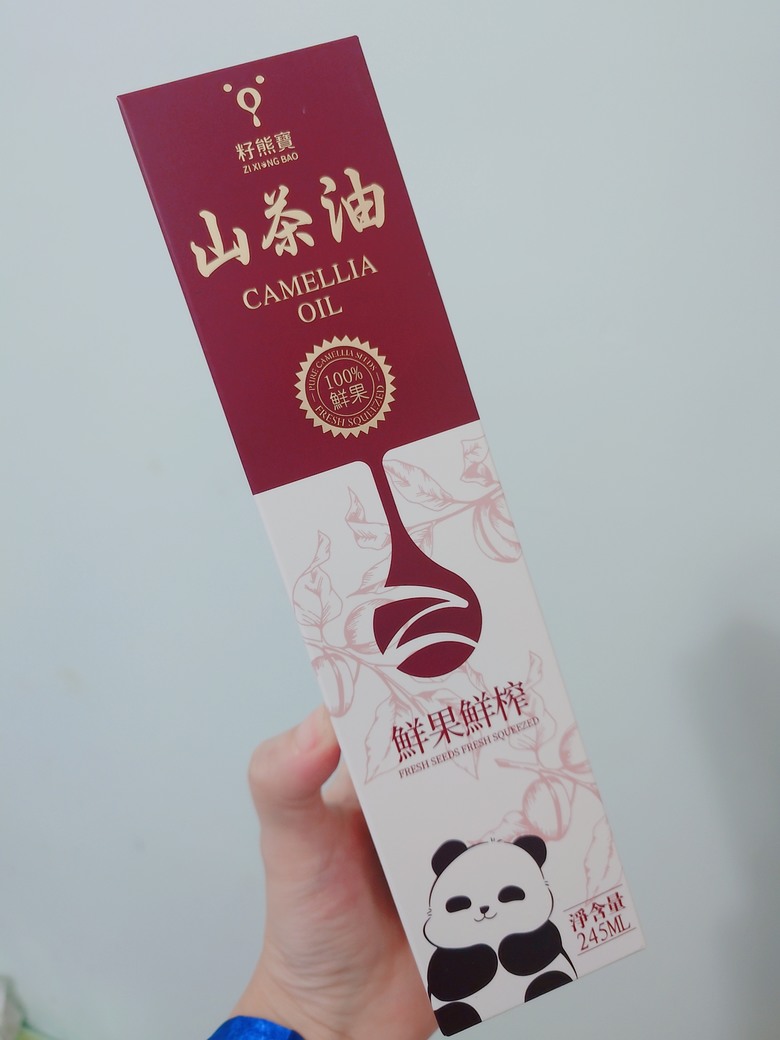 籽熊寶
ZI XIONG BAO
山茶油
CAMELLIA
OIL
PURE CAMELLIA SEEDS
100%
鮮果
FRESH SQUEEZED
鮮果鮮榨
FRESH SEEDS FRESH SQUEEZED
淨含量
245ML